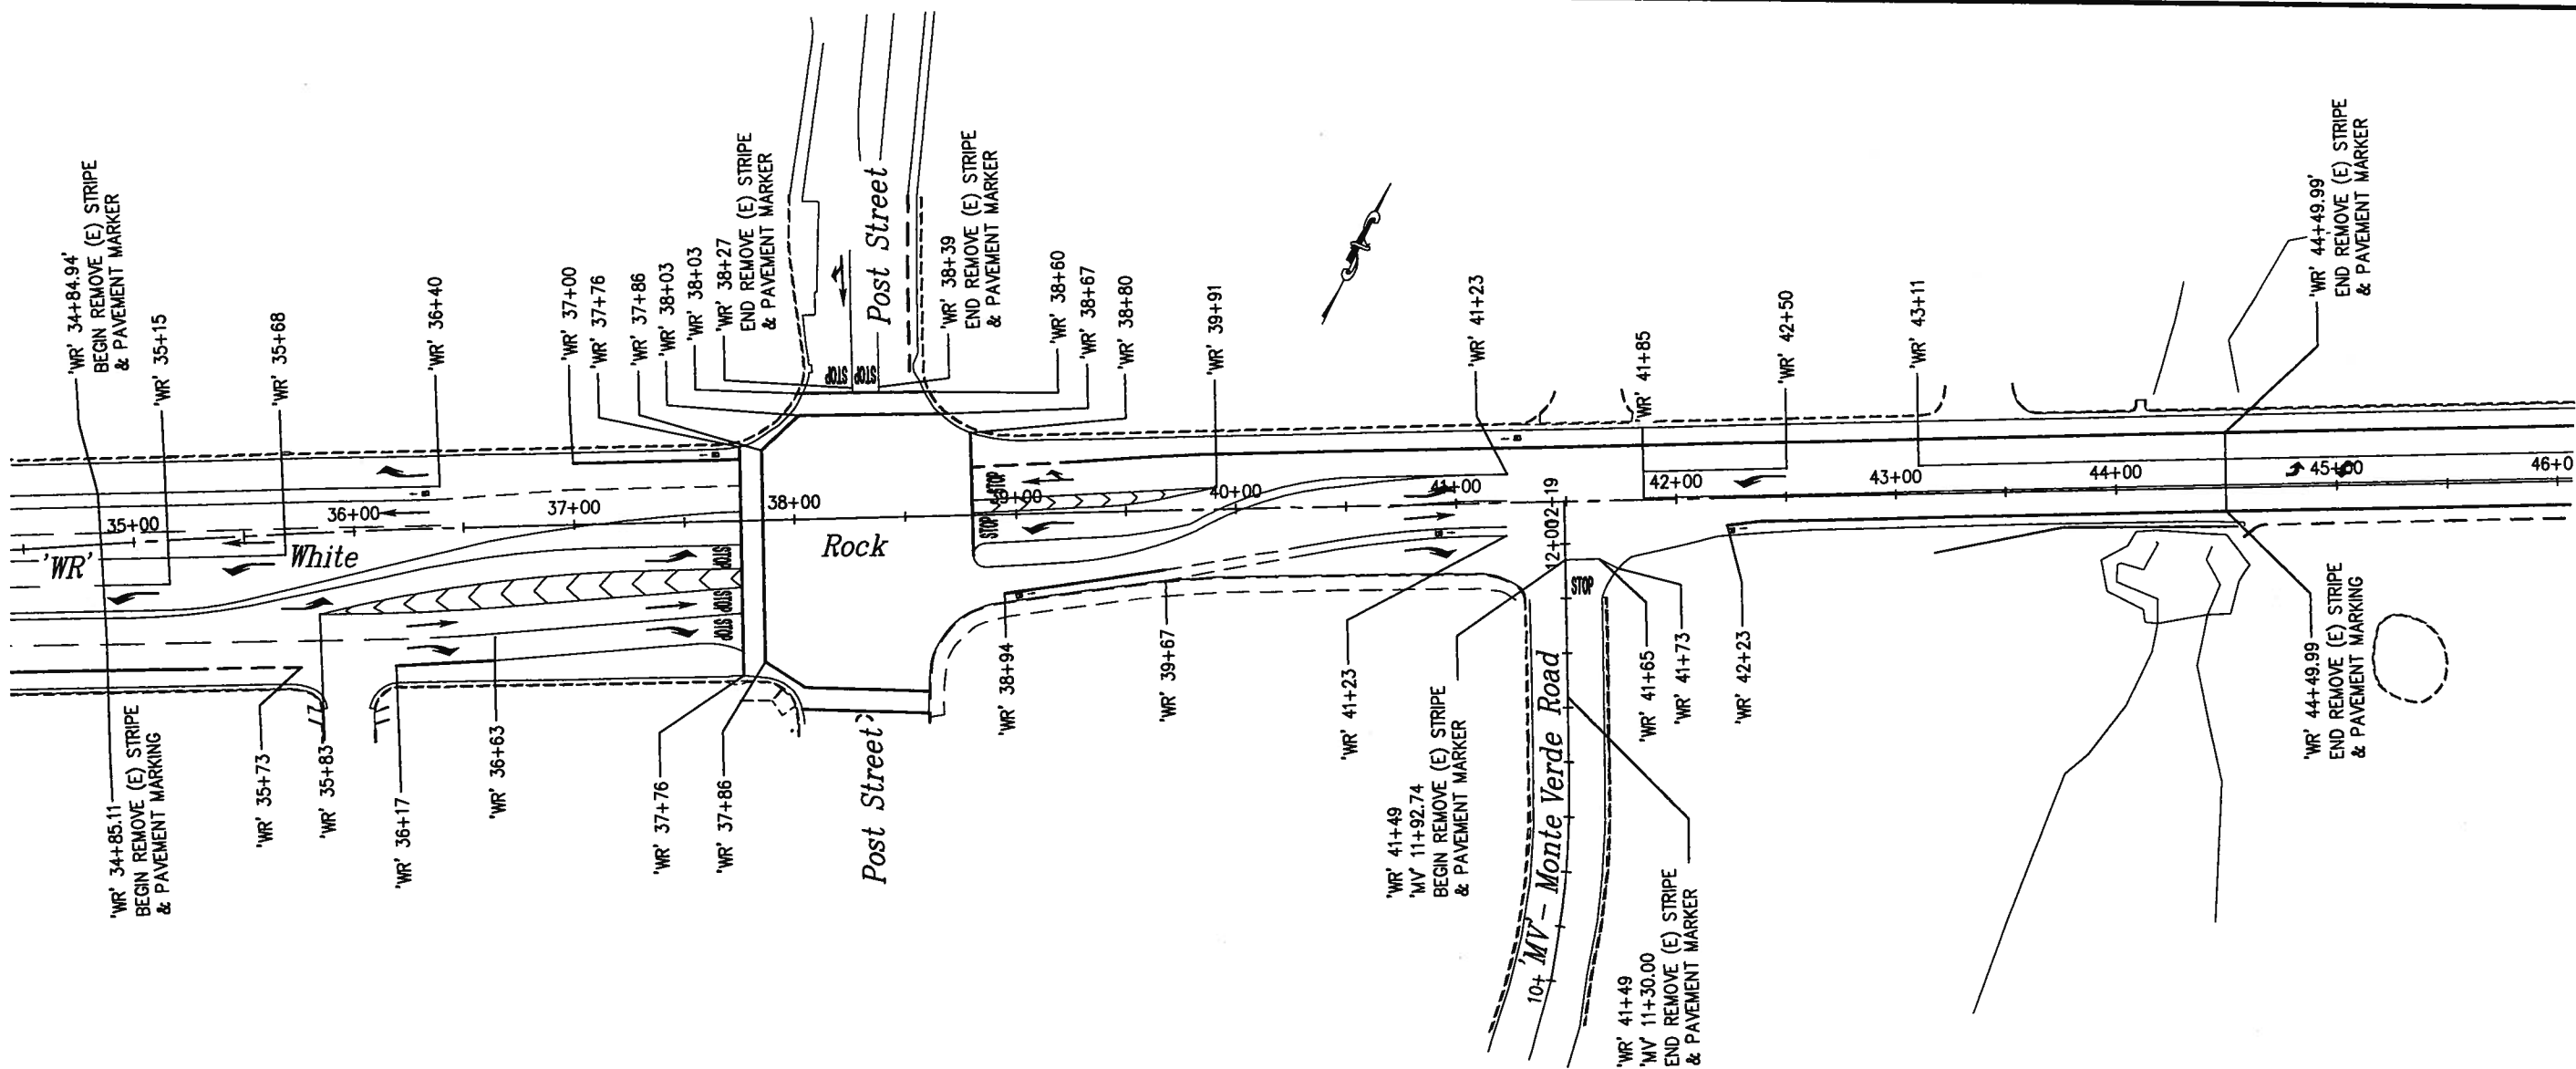 'WR' 34+84.94'
BEGIN REMOVE (E) STRIPE
& PAVEMENT MARKER
'WR' 35+15
'WR' 35+68
'WR' 36+40
'WR' 37+00
'WR' 37+76
'WR' 37+86
'WR' 38+03
'WR' 38+03
'WR' 38+27
END REMOVE (E) STRIPE
& PAVEMENT MARKER
Post Street
'WR' 38+39
END REMOVE (E) STRIPE
& PAVEMENT MARKER
'WR' 38+60
'WR' 38+67
'WR' 38+80
'WR' 39+91
'WR' 41+23
'WR' 41+85
'WR' 42+50
'WR' 43+11
'WR' 44+49.99'
END REMOVE (E) STRIPE
& PAVEMENT MARKER
STOP
STOP
35+00
36+00
37+00
38+00
39+00
40+00
41+00
42+00
43+00
44+00
45+00
46+0
'WR'
White
Rock
STOP
STOP
STOP
STOP
STOP
12+19
12+00
STOP
'WR' 34+85.11
BEGIN REMOVE (E) STRIPE
& PAVEMENT MARKING
'WR' 35+73
'WR' 35+83
'WR' 36+17
'WR' 36+63
'WR' 37+76
'WR' 37+86
Post Street
'WR' 38+94
'WR' 39+67
'WR' 41+23
'WR' 41+49
'MV' 11+92.74
BEGIN REMOVE (E) STRIPE
& PAVEMENT MARKER
10+
'MV' - Monte Verde Road
'WR' 41+49
'MV' 11+30.00
END REMOVE (E) STRIPE
& PAVEMENT MARKER
'WR' 41+65
'WR' 41+73
'WR' 42+23
'WR' 44+49.99
END REMOVE (E) STRIPE
& PAVEMENT MARKING